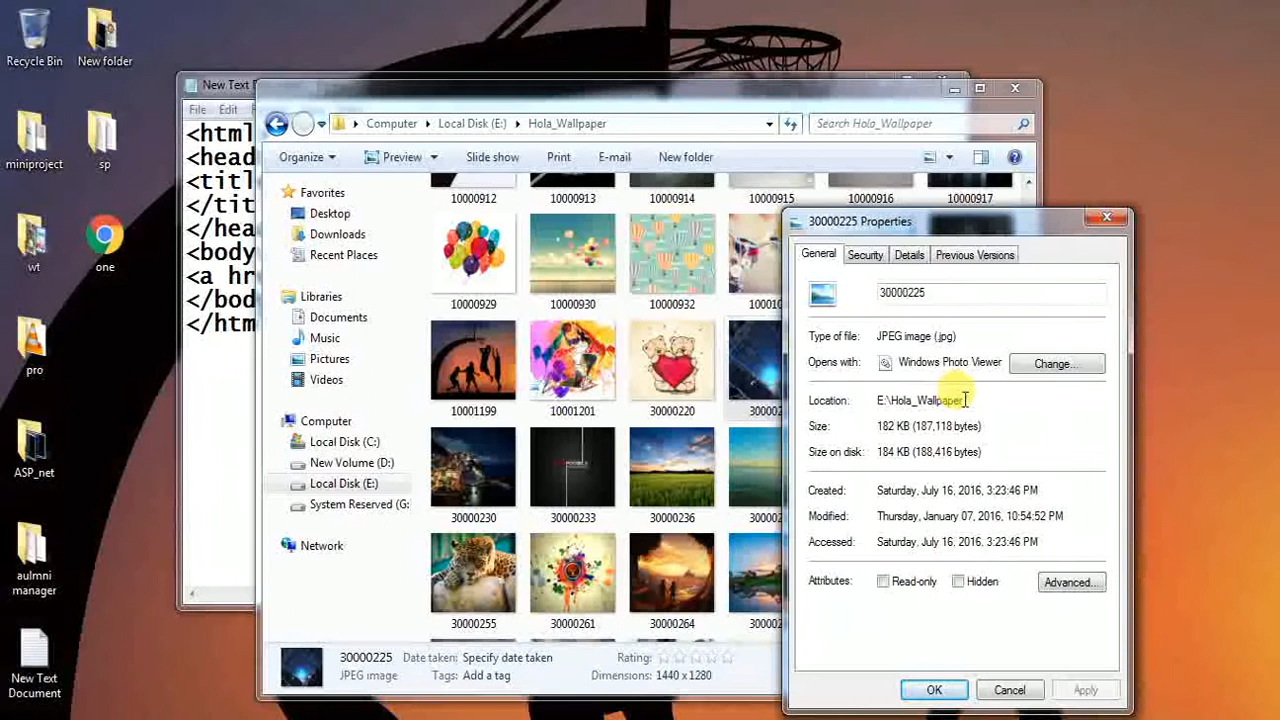 Recycle Bin
New folder
miniproject
sp
wt
one
pro
ASP_net
aulmni
manager
New Text
Document
New Text
File Edit
<html
<head
<titl
</tit
</hea
<body
<a hr
</bod
</htm
Computer
Local Disk (E:)
Hola_Wallpaper
Search Hola_Wallpaper
Organize
Preview
Slide show
Print
E-mail
New folder
Favorites
Desktop
Downloads
Recent Places
Libraries
Documents
Music
Pictures
Videos
Computer
Local Disk (C:)
New Volume (D:)
Local Disk (E:)
System Reserved (G:
Network
10000912
10000913
10000914
10000915
10000916
10000917
10000929
10000930
10000932
100010
10001199
10001201
30000220
300002
30000230
30000233
30000236
300002
30000255
30000261
30000264
300002
30000225
JPEG image
Date taken: Specify date taken
Tags: Add a tag
Rating:
Dimensions: 1440 x 1280
30000225 Properties
General
Security
Details
Previous Versions
30000225
Type of file: JPEG image (.jpg)
Opens with: Windows Photo Viewer
Change...
Location: E:\Hola_Wallpaper
Size: 182 KB (187,118 bytes)
Size on disk: 184 KB (188,416 bytes)
Created: Saturday, July 16, 2016, 3:23:46 PM
Modified: Thursday, January 07, 2016, 10:54:52 PM
Accessed: Saturday, July 16, 2016, 3:23:46 PM
Attributes: Read-only Hidden
Advanced...
OK
Cancel
Apply